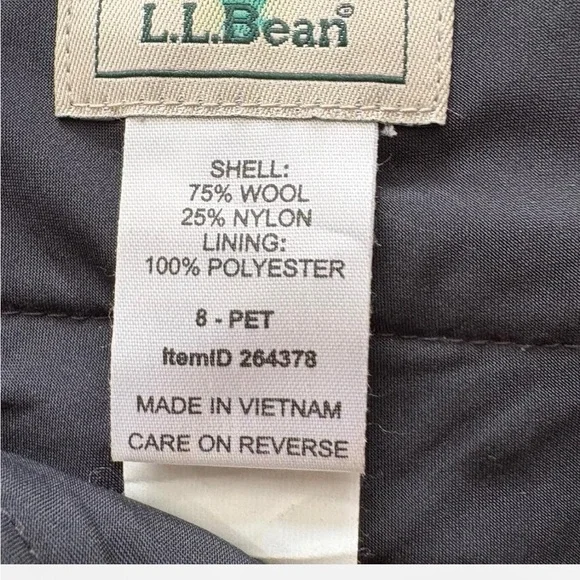 L.L.Bean©
SHELL:
75% WOOL
25% NYLON
LINING:
100% POLYESTER
8 - PET
ItemID 264378
MADE IN VIETNAM
CARE ON REVERSE